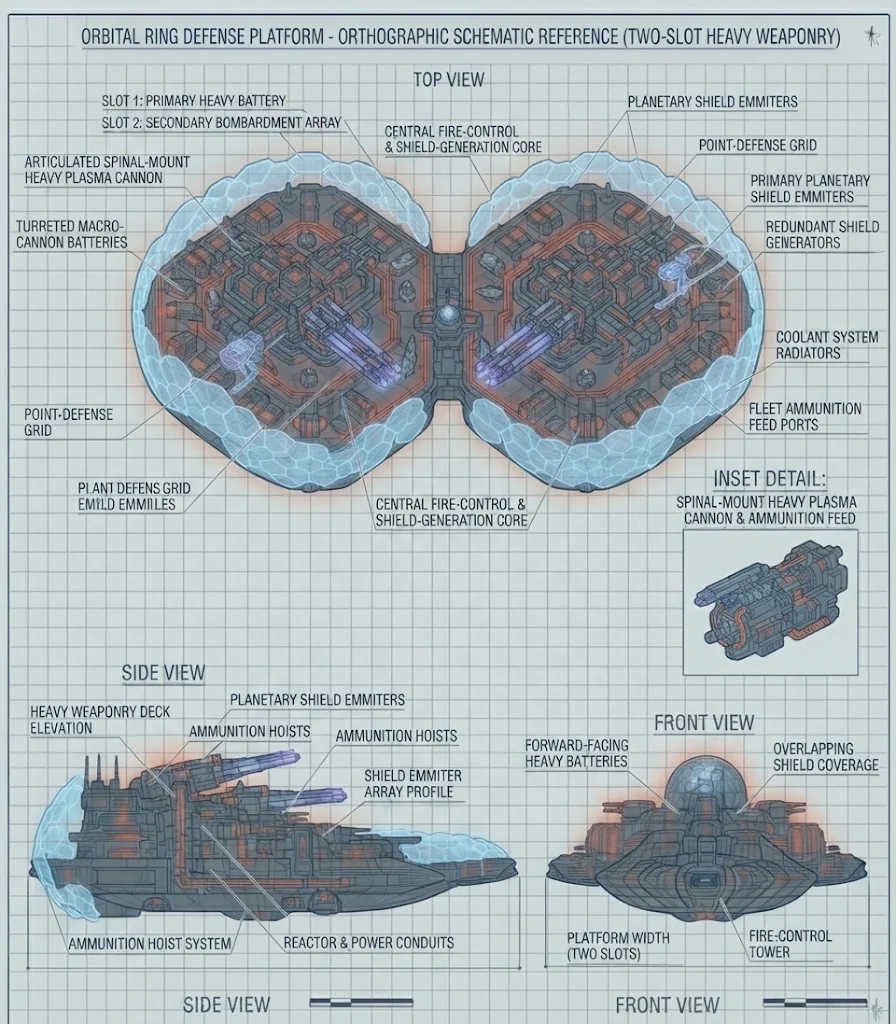 ORBITAL RING DEFENSE PLATFORM - ORTHOGRAPHIC SCHEMATIC REFERENCE (TWO-SLOT HEAVY WEAPONRY)
TOP VIEW
SLOT 1: PRIMARY HEAVY BATTERY
SLOT 2: SECONDARY BOMBARDMENT ARRAY
CENTRAL FIRE-CONTROL
& SHIELD-GENERATION CORE
PLANETARY SHIELD EMMITERS
POINT-DEFENSE GRID
ARTICULATED SPINAL-MOUNT
HEAVY PLASMA CANNON
PRIMARY PLANETARY
SHIELD EMMITERS
TURRETED MACRO-
CANNON BATTERIES
REDUNDANT SHIELD
GENERATORS
COOLANT SYSTEM
RADIATORS
POINT-DEFENSE
GRID
FLEET AMMUNITION
FEED PORTS
PLANT DEFENS GRID
EMILD EMMILES
CENTRAL FIRE-CONTROL &
SHIELD-GENERATION CORE
INSET DETAIL:
SPINAL-MOUNT HEAVY PLASMA
CANNON & AMMUNITION FEED
SIDE VIEW
HEAVY WEAPONRY DECK
ELEVATION
PLANETARY SHIELD EMMITERS
AMMUNITION HOISTS
AMMUNITION HOISTS
SHIELD EMMITER
ARRAY PROFILE
AMMUNITION HOIST SYSTEM
REACTOR & POWER CONDUITS
SIDE VIEW
FRONT VIEW
FORWARD-FACING
HEAVY BATTERIES
OVERLAPPING
SHIELD COVERAGE
PLATFORM WIDTH
(TWO SLOTS)
FIRE-CONTROL
TOWER
FRONT VIEW